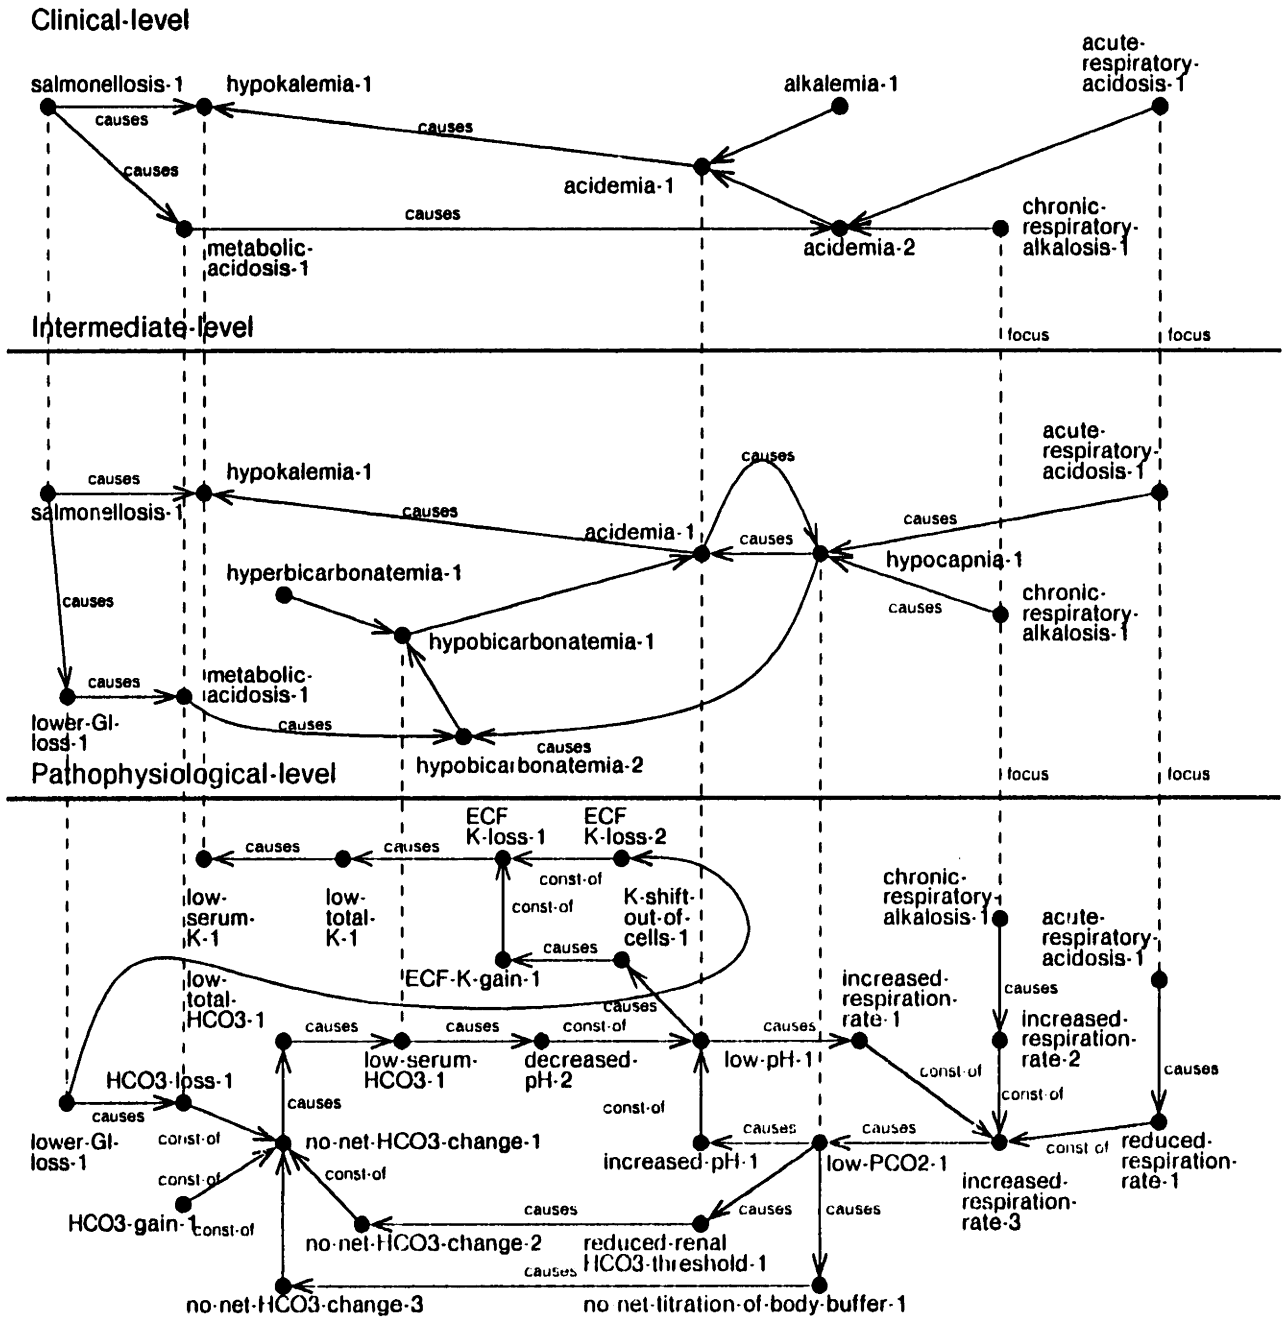 Clinical-level
acute-
respiratory-
acidosis-1
salmonellosis-1
hypokalemia-1
alkalemia-1
causes
causes
causes
acidemia-1
causes
chronic-
respiratory-
alkalosis-1
metabolic-
acidosis-1
acidemia-2
Intermediate-level
focus
focus
acute-
respiratory-
acidosis-1
causes
hypokalemia-1
causes
salmonellosis-1
causes
acidemia-1
causes
causes
hypocapnia-1
hyperbicarbonatemia-1
causes
causes
chronic-
respiratory-
alkalosis-1
hypobicarbonatemia-1
causes
metabolic-
acidosis-1
lower-GI-
loss-1
causes
causes
hypobicarbonatemia-2
Pathophysiological-level
focus
focus
ECF
K-loss-1
ECF
K-loss-2
causes
causes
const-of
low-
serum-
K-1
low-
total-
K-1
const-of
K-shift-
out-of-
cells-1
chronic-
respiratory-
alkalosis-1
acute-
respiratory-
acidosis-1
causes
ECF-K-gain-1
low-
total-
HCO3-1
causes
increased-
respiration-
rate-1
causes
causes
causes
const-of
causes
increased-
respiration-
rate-2
low-serum-
HCO3-1
decreased-
pH-2
low-pH-1
HCO3-loss-1
const-of
const-of
causes
causes
causes
const-of
lower-GI-
loss-1
const-of
no-net-HCO3-change-1
causes
causes
increased-pH-1
low-PCO2-1
const-of
reduced-
respiration-
rate-1
const-of
const-of
increased-
respiration-
rate-3
HCO3-gain-1
const-of
causes
causes
causes
no-net-HCO3-change-2
reduced-renal
HCO3-threshold-1
causes
no-net-HCO3-change-3
no net-titration-of-body-buffer-1